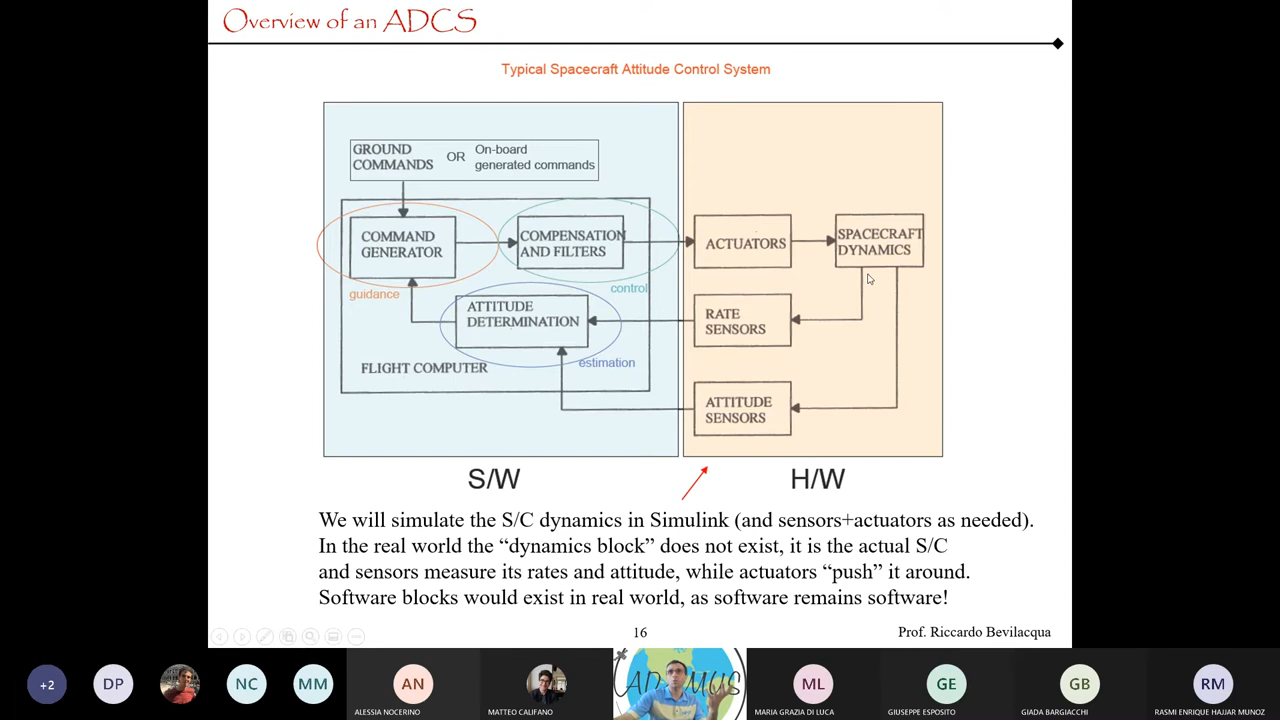 Overview of an ADCS
Typical Spacecraft Attitude Control System
GROUND
COMMANDS
OR
On-board
generated commands
COMMAND
GENERATOR
COMPENSATION
AND FILTERS
ACTUATORS
SPACECRAFT
DYNAMICS
guidance
control
ATTITUDE
DETERMINATION
RATE
SENSORS
estimation
FLIGHT COMPUTER
ATTITUDE
SENSORS
S/W
H/W
We will simulate the S/C dynamics in Simulink (and sensors+actuators as needed).
In the real world the “dynamics block” does not exist, it is the actual S/C
and sensors measure its rates and attitude, while actuators “push” it around.
Software blocks would exist in real world, as software remains software!
16
Prof. Riccardo Bevilacqua
+2
DP
NC
MM
AN
ALESSIA NOCERINO
MATTEO CALIFANO
ML
MARIA GRAZIA DI LUCA
GE
GIUSEPPE ESPOSITO
GB
GIADA BARGIACCHI
RM
RASMI ENRIQUE HAJJAR MUNOZ